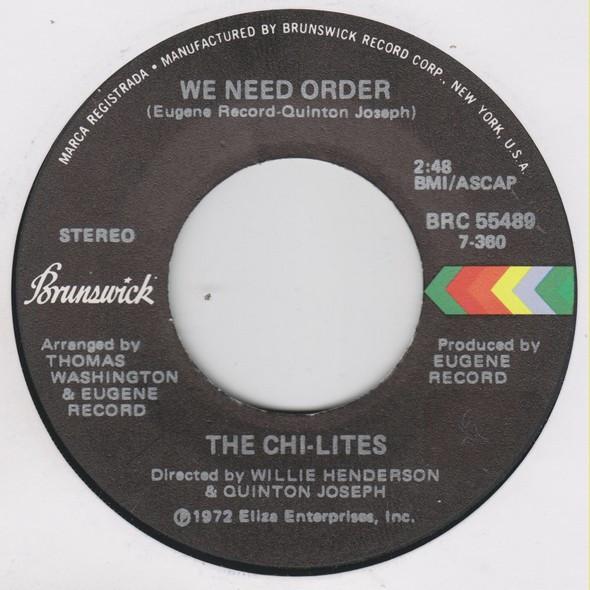 MARCA REGISTRADA • MANUFACTURED BY BRUNSWICK RECORD CORP., NEW YORK, U.S.A.
WE NEED ORDER
(Eugene Record-Quinton Joseph)
2:48
BMI/ASCAP
BRC 55489
7-360
STEREO
Brunswick
Arranged by
THOMAS
WASHINGTON
& EUGENE
RECORD
Produced by
EUGENE
RECORD
THE CHI-LITES
Directed by WILLIE HENDERSON
& QUINTON JOSEPH
℗1972 Eliza Enterprises, Inc.